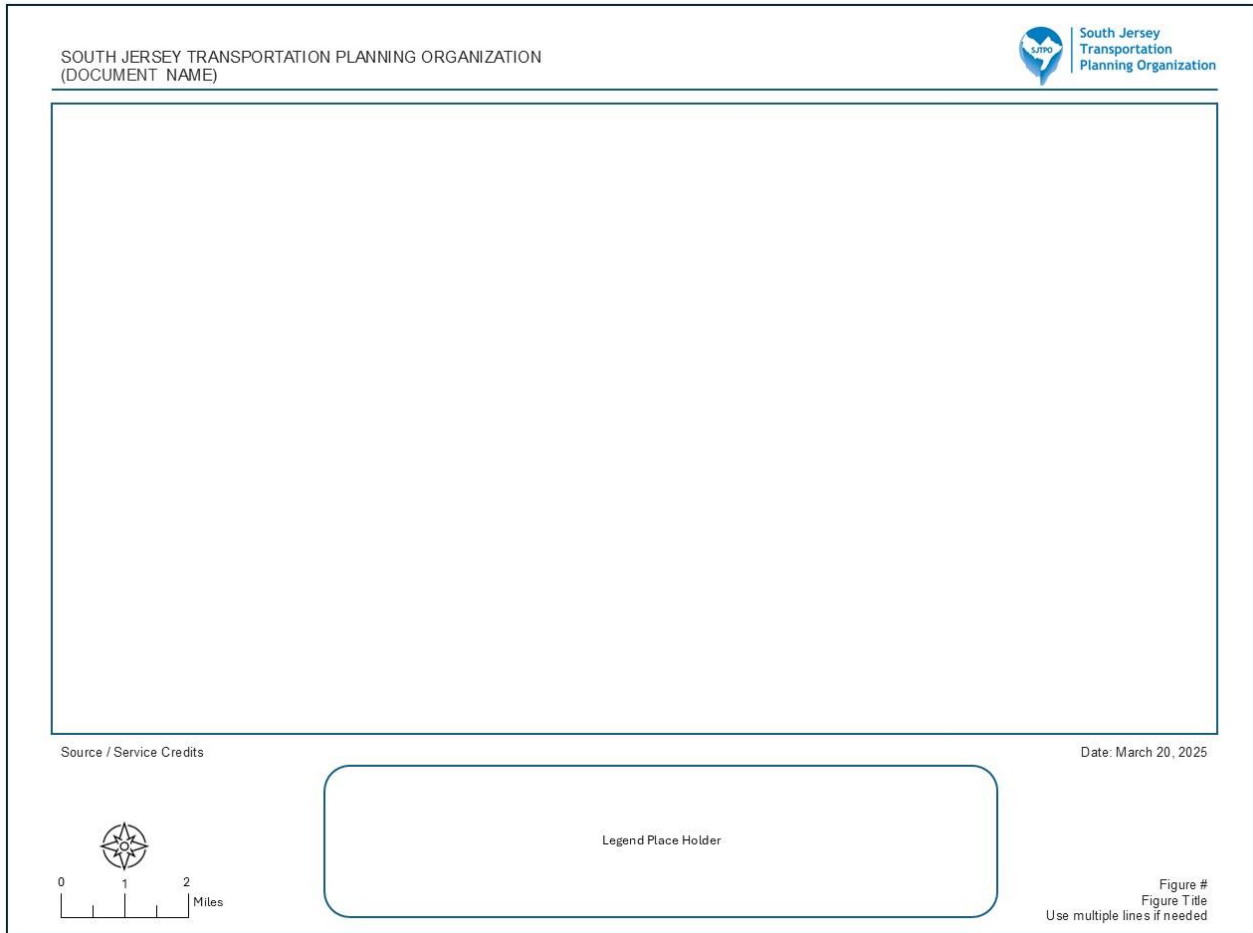 SOUTH JERSEY TRANSPORTATION PLANNING ORGANIZATION
(DOCUMENT NAME)
SJTPO
South Jersey
Transportation
Planning Organization
Source / Service Credits
Date: March 20, 2025
Legend Place Holder
0 1 2
Miles
Figure #
Figure Title
Use multiple lines if needed